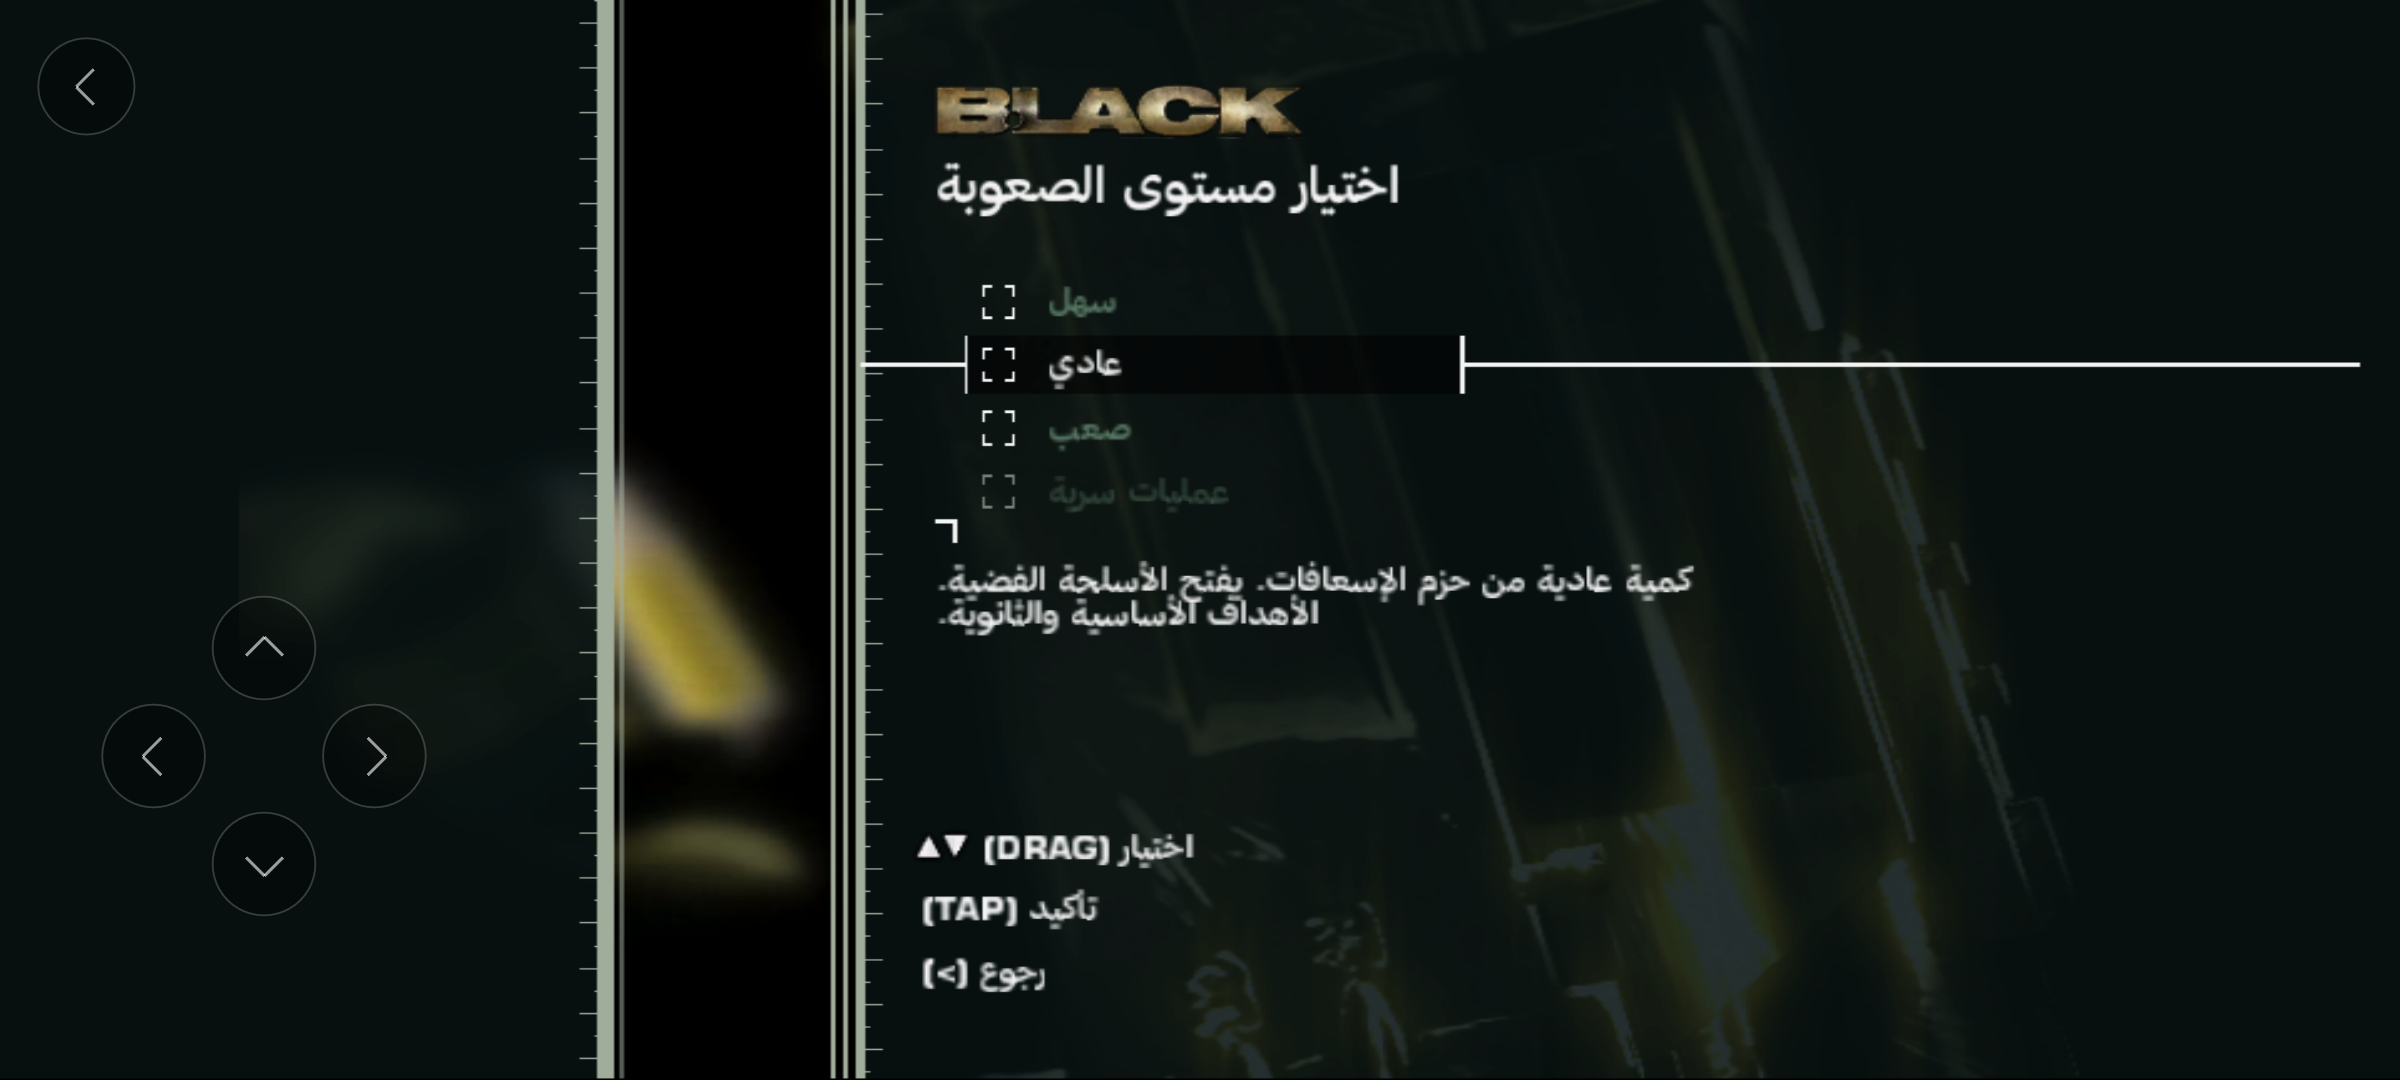 BLACK
اختيار مستوى الصعوبة
سهل
عادي
صعب
عمليات سرية
كمية عادية من حزم الإسعافات. يفتح الأسلحة الفضية.
الأهداف الأساسية والثانوية.
▲▼ (DRAG) اختيار
(TAP) تأكيد
(<) رجوع